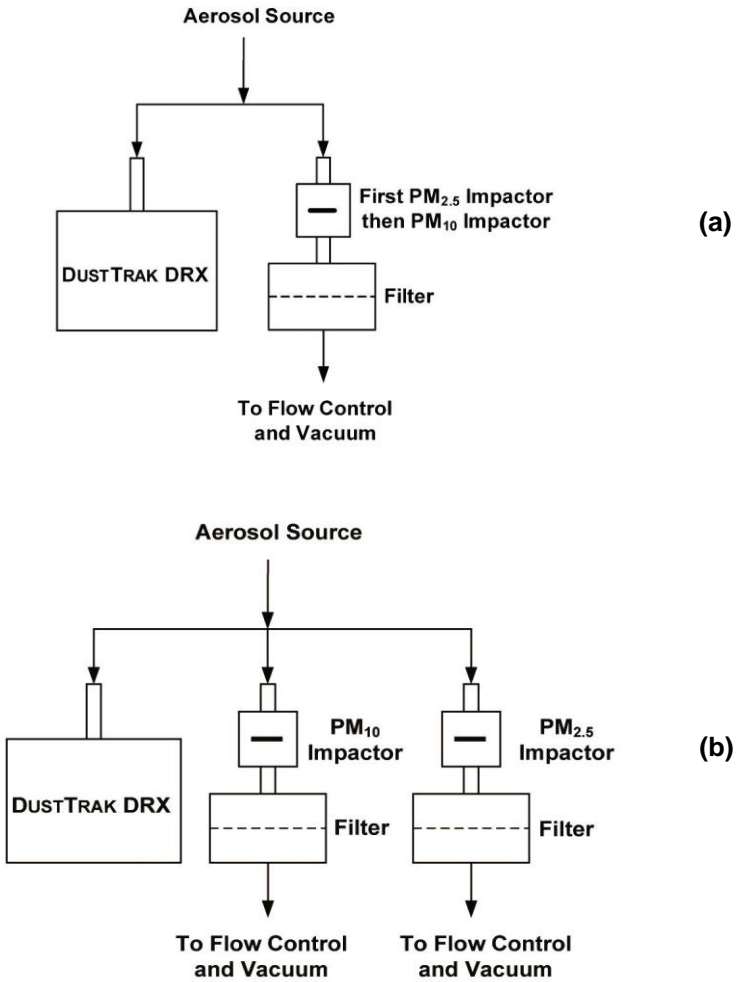 Aerosol Source
First PM₂.₅ Impactor
then PM₁₀ Impactor
(a)
DUSTTRAK DRX
Filter
To Flow Control
and Vacuum
Aerosol Source
PM₁₀
Impactor
PM₂.₅
Impactor
(b)
DUSTTRAK DRX
Filter
Filter
To Flow Control
and Vacuum
To Flow Control
and Vacuum